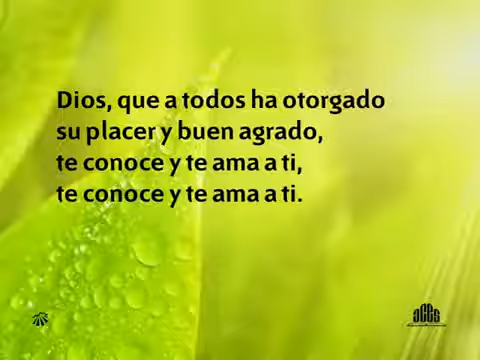 Dios, que a todos ha otorgado
su placer y buen agrado,
te conoce y te ama a ti,
te conoce y te ama a ti.
aces